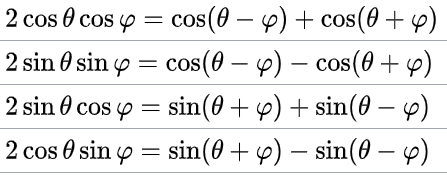 2 cos θ cos φ = cos(θ − φ) + cos(θ + φ)
2 sin θ sin φ = cos(θ − φ) − cos(θ + φ)
2 sin θ cos φ = sin(θ + φ) + sin(θ − φ)
2 cos θ sin φ = sin(θ + φ) − sin(θ − φ)